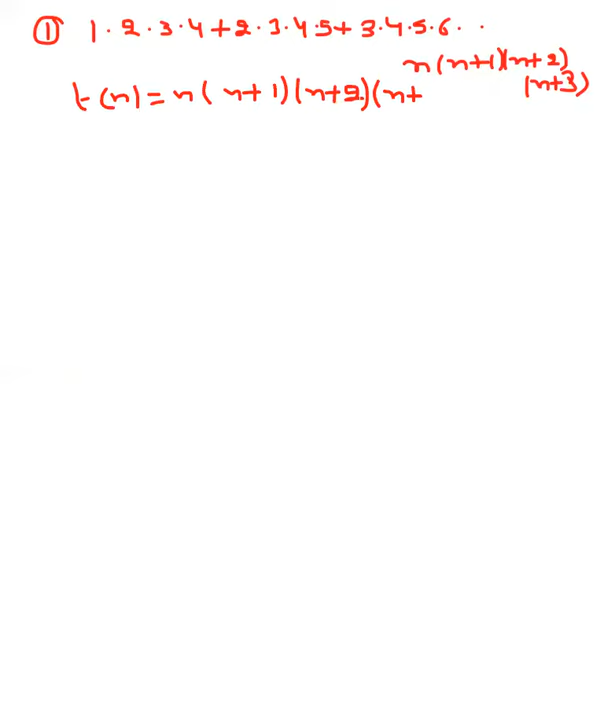 ① 1 · 2 · 3 · 4 + 2 · 3 · 4 · 5 + 3 · 4 · 5 · 6 · ·
n(n+1)(n+2)
(n+3)
t(n) = n(n+1)(n+2)(n+